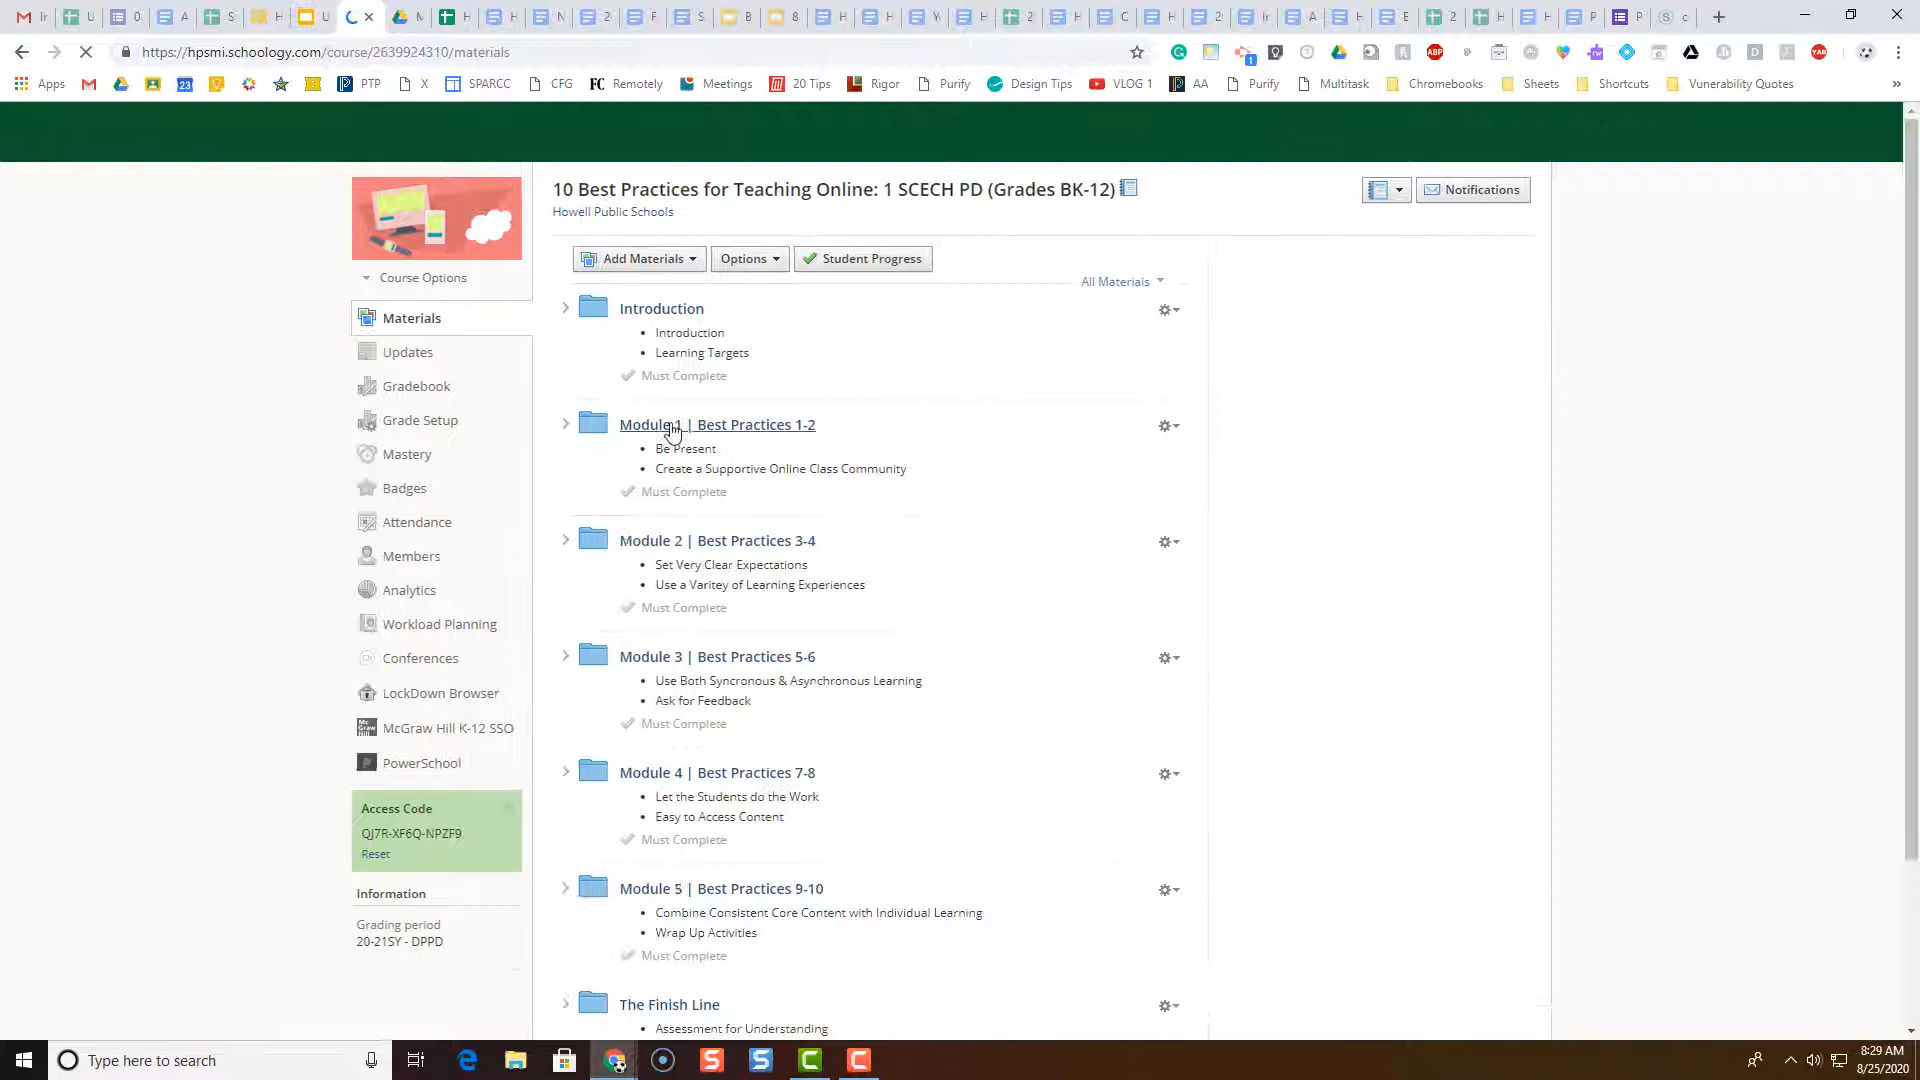 https://hpsmi.schoology.com/course/2639924310/materials
Apps PTP X SPARCC CFG Remotely Meetings 20 Tips Rigor Purify Design Tips VLOG 1 AA Purify Multitask Chromebooks Sheets Shortcuts Vunerability Quotes »
10 Best Practices for Teaching Online: 1 SCECH PD (Grades BK-12)
Notifications
Howell Public Schools
Add Materials
Options
Student Progress
All Materials
Course Options
Materials
Updates
Gradebook
Grade Setup
Mastery
Badges
Attendance
Members
Analytics
Workload Planning
Conferences
LockDown Browser
McGraw Hill K-12 SSO
PowerSchool
Access Code
QJ7R-XF6Q-NPZF9
Reset
Information
Grading period
20-21SY - DPPD
Introduction
• Introduction
• Learning Targets
Must Complete
Module 1 | Best Practices 1-2
• Be Present
• Create a Supportive Online Class Community
Must Complete
Module 2 | Best Practices 3-4
• Set Very Clear Expectations
• Use a Varitey of Learning Experiences
Must Complete
Module 3 | Best Practices 5-6
• Use Both Syncronous & Asynchronous Learning
• Ask for Feedback
Must Complete
Module 4 | Best Practices 7-8
• Let the Students do the Work
• Easy to Access Content
Must Complete
Module 5 | Best Practices 9-10
• Combine Consistent Core Content with Individual Learning
• Wrap Up Activities
Must Complete
The Finish Line
• Assessment for Understanding
Type here to search
8:29 AM
8/25/2020